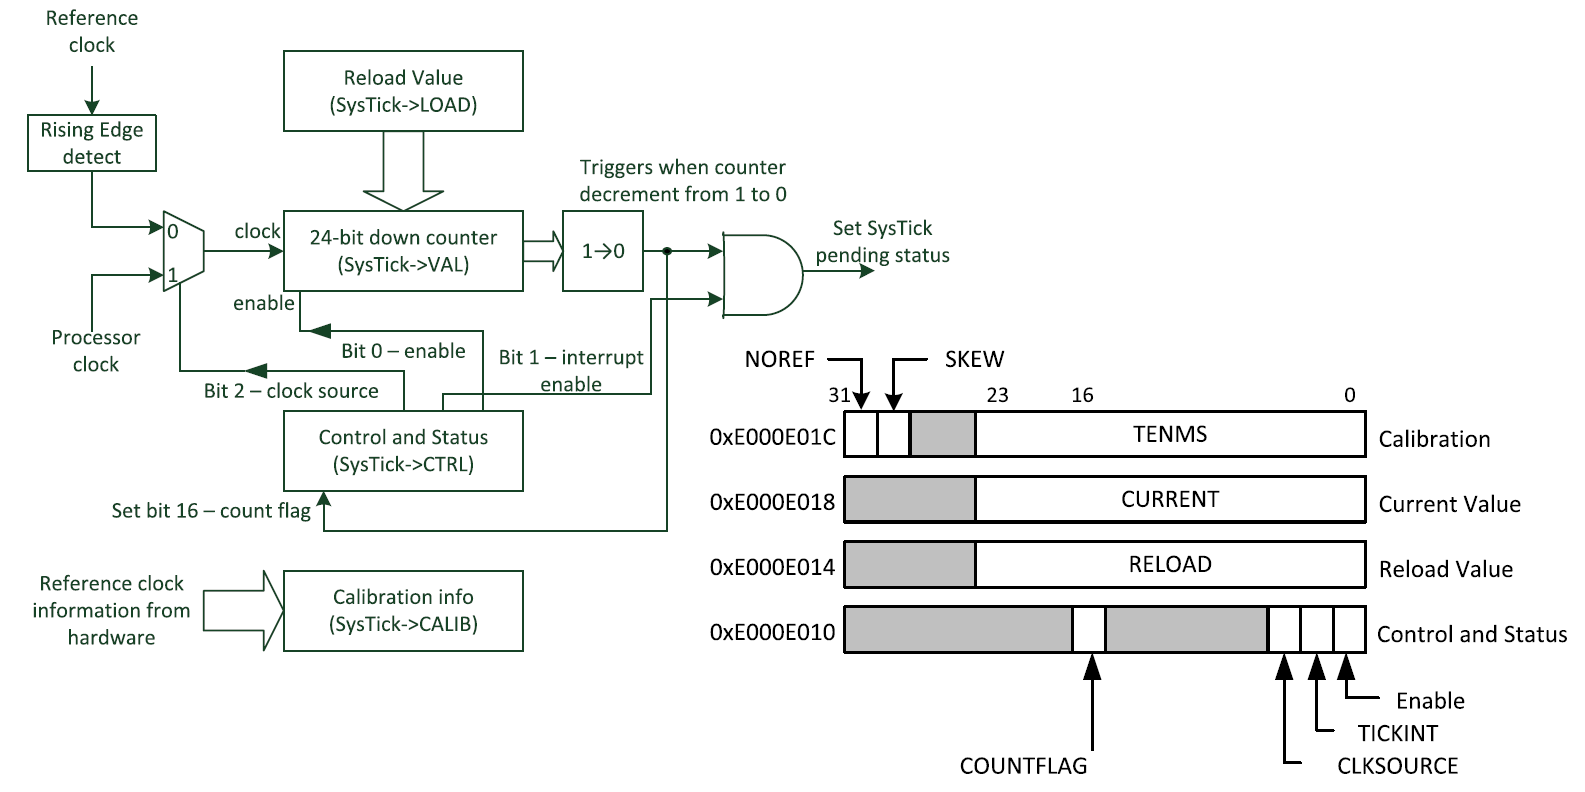 Reference
clock
Rising Edge
detect
Reload Value
(SysTick->LOAD)
Triggers when counter
decrement from 1 to 0
0
1
clock
24-bit down counter
(SysTick->VAL)
1→0
Set SysTick
pending status
Processor
clock
enable
Bit 0 – enable
Bit 1 – interrupt
enable
Bit 2 – clock source
Control and Status
(SysTick->CTRL)
Set bit 16 – count flag
Reference clock
information from
hardware
Calibration info
(SysTick->CALIB)
NOREF
SKEW
31
23
16
0
0xE000E01C
TENMS
Calibration
0xE000E018
CURRENT
Current Value
0xE000E014
RELOAD
Reload Value
0xE000E010
Control and Status
Enable
TICKINT
COUNTFLAG
CLKSOURCE